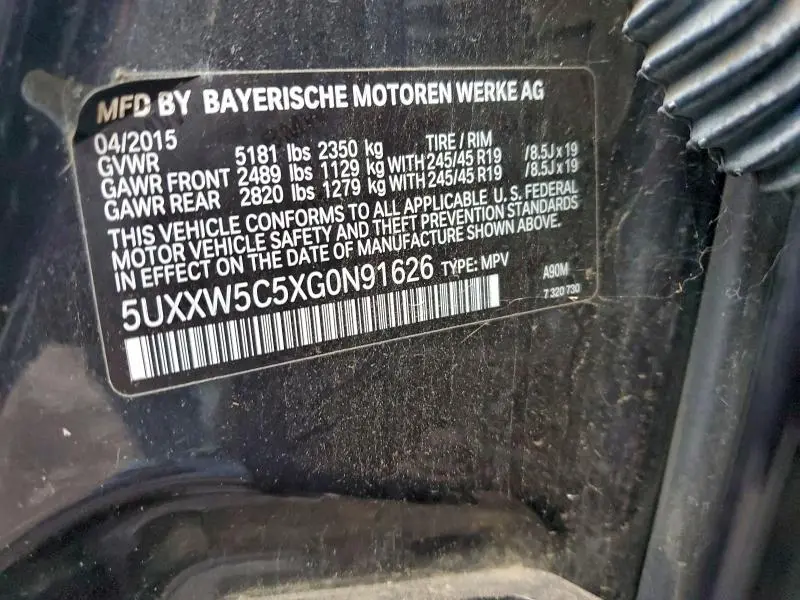 MFD BY BAYERISCHE MOTOREN WERKE AG
04/2015 TIRE / RIM
GVWR 5181 lbs 2350 kg
GAWR FRONT 2489 lbs 1129 kg WITH 245/45 R19 /8.5J x 19
GAWR REAR 2820 lbs 1279 kg WITH 245/45 R19 /8.5J x 19
THIS VEHICLE CONFORMS TO ALL APPLICABLE U. S. FEDERAL
MOTOR VEHICLE SAFETY AND THEFT PREVENTION STANDARDS
IN EFFECT ON THE DATE OF MANUFACTURE SHOWN ABOVE.
5UXXW5C5XG0N91626 TYPE: MPV A90M
7 320 730